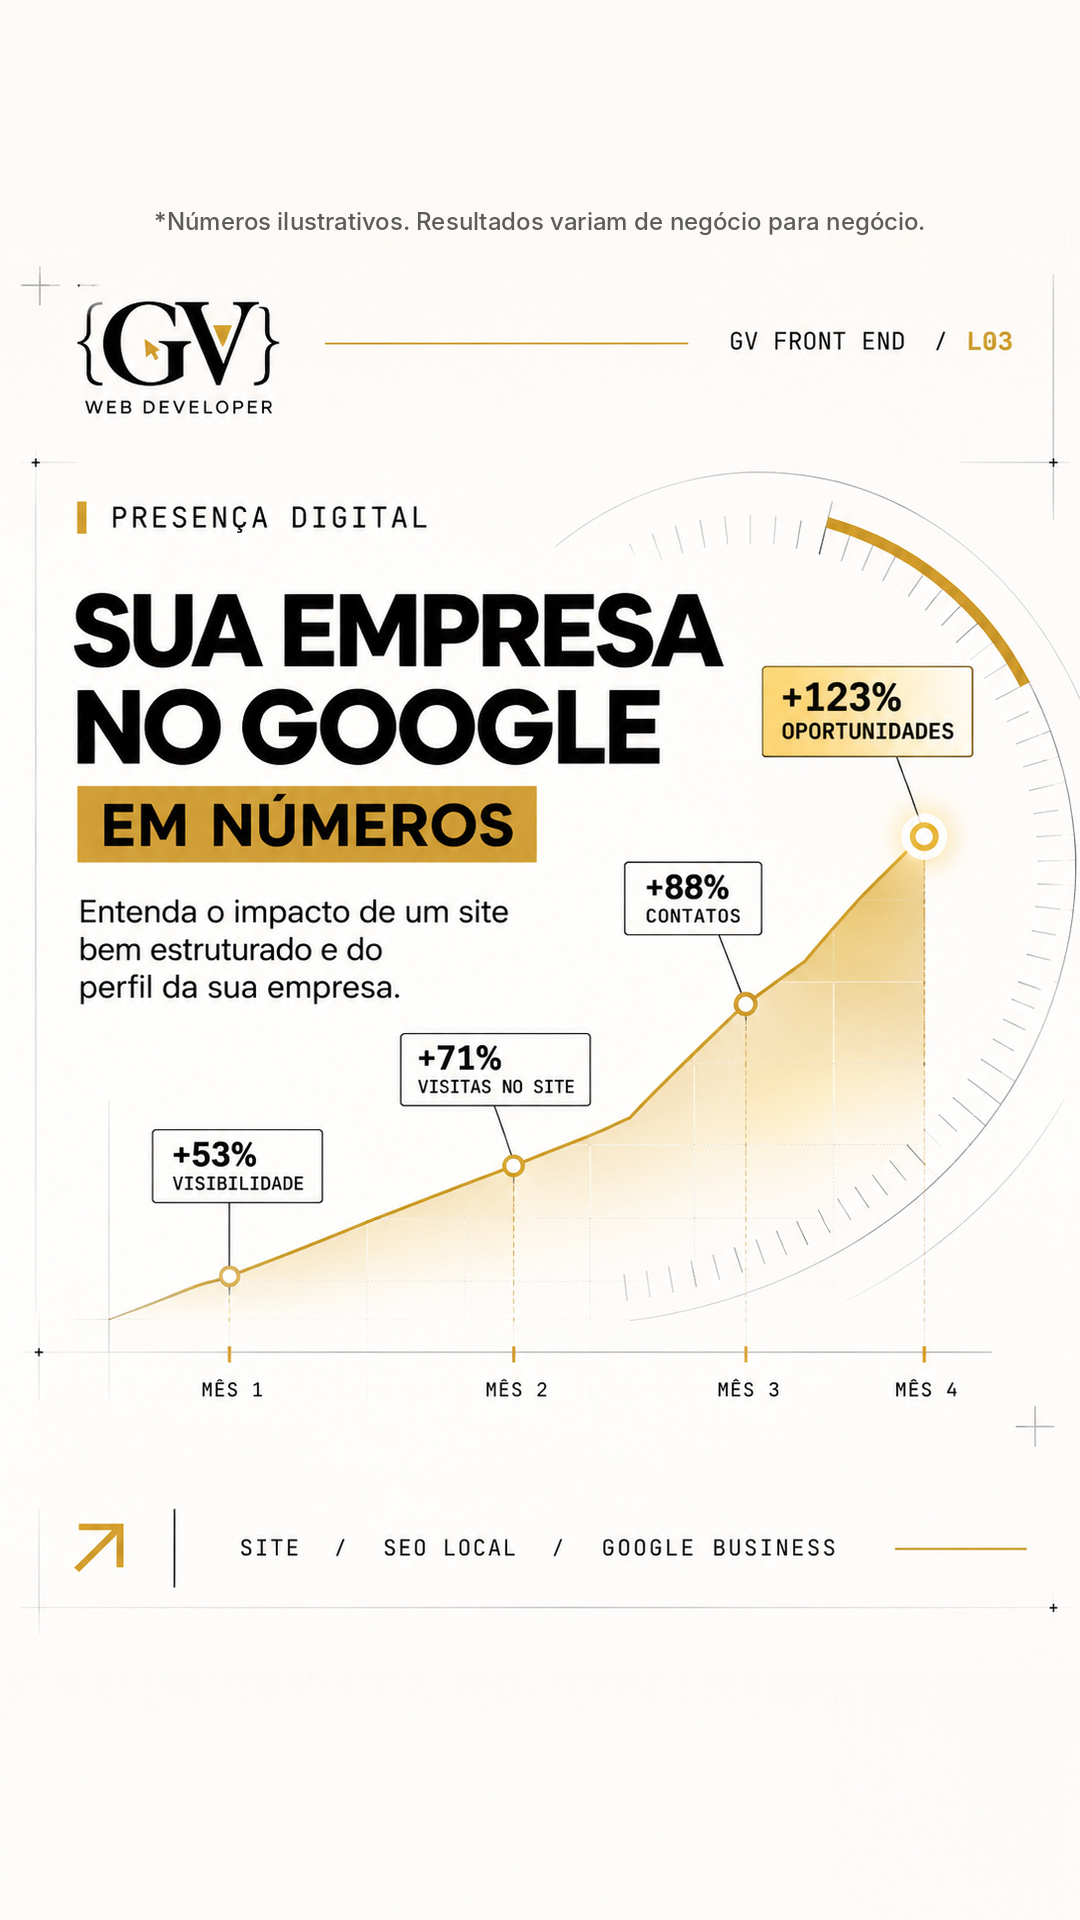 *Números ilustrativos. Resultados variam de negócio para negócio.
{GV}
WEB DEVELOPER
GV FRONT END / L03
PRESENÇA DIGITAL
SUA EMPRESA
NO GOOGLE
EM NÚMEROS
Entenda o impacto de um site
bem estruturado e do
perfil da sua empresa.
+123%
OPORTUNIDADES
+88%
CONTATOS
+71%
VISITAS NO SITE
+53%
VISIBILIDADE
MÊS 1
MÊS 2
MÊS 3
MÊS 4
SITE / SEO LOCAL / GOOGLE BUSINESS